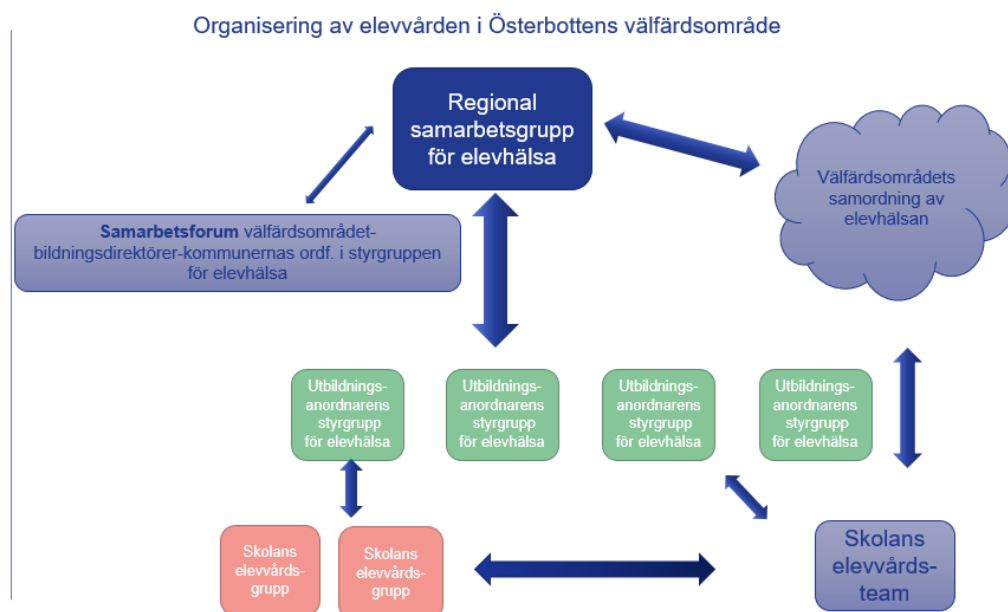 Organisering av elevvården i Österbottens välfärdsområde
Regional
samarbetsgrupp
för elevhälsa
Välfärdsområdets
samordning av
elevhälsan
Samarbetsforum välfärdsområdet-
bildningsdirektörer-kommunernas ordf. i styrgruppen
för elevhälsa
Utbildnings-
anordnarens
styrgrupp
för elevhälsa
Utbildnings-
anordnarens
styrgrupp
för elevhälsa
Utbildnings-
anordnarens
styrgrupp
för elevhälsa
Utbildnings-
anordnarens
styrgrupp
för elevhälsa
Skolans
elevvårds-
grupp
Skolans
elevvårds-
grupp
Skolans
elevvårds-
team